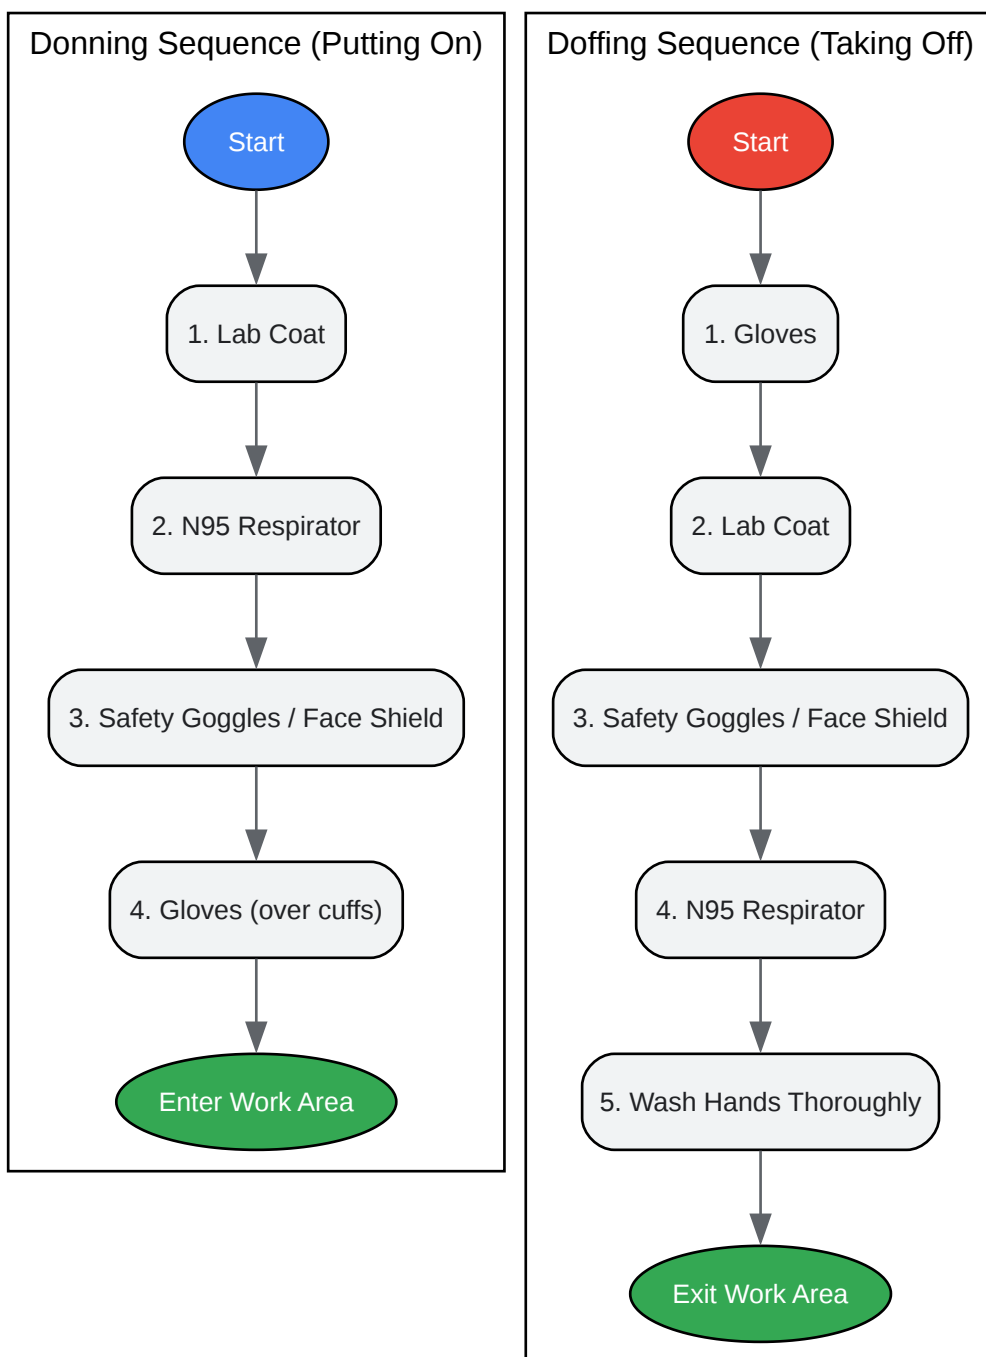 Donning Sequence (Putting On)
Start
1. Lab Coat
2. N95 Respirator
3. Safety Goggles / Face Shield
4. Gloves (over cuffs)
Enter Work Area
Doffing Sequence (Taking Off)
Start
1. Gloves
2. Lab Coat
3. Safety Goggles / Face Shield
4. N95 Respirator
5. Wash Hands Thoroughly
Exit Work Area